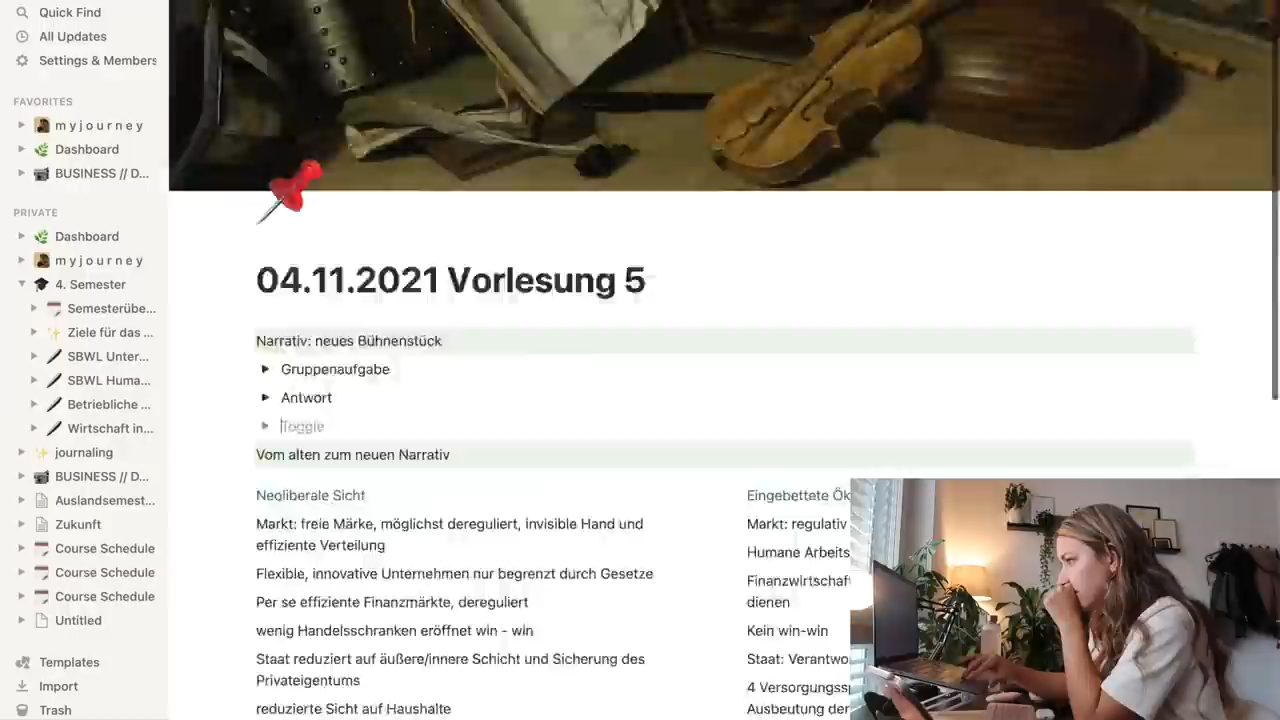 Quick Find
All Updates
Settings & Members
FAVORITES
m y j o u r n e y
Dashboard
BUSINESS // D...
PRIVATE
Dashboard
m y j o u r n e y
4. Semester
Semesterübe...
Ziele für das ...
SBWL Unter...
SBWL Huma...
Betriebliche ...
Wirtschaft in...
journaling
BUSINESS // D...
Auslandsemest...
Zukunft
Course Schedule
Course Schedule
Course Schedule
Untitled
Templates
Import
Trash
04.11.2021 Vorlesung 5
Narrativ: neues Bühnenstück
Gruppenaufgabe
Antwort
Toggle
Vom alten zum neuen Narrativ
Neoliberale Sicht
Markt: freie Märke, möglichst dereguliert, invisible Hand und
effiziente Verteilung
Flexible, innovative Unternehmen nur begrenzt durch Gesetze
Per se effiziente Finanzmärkte, dereguliert
wenig Handelsschranken eröffnet win - win
Staat reduziert auf äußere/innere Schicht und Sicherung des
Privateigentums
reduzierte Sicht auf Haushalte
Eingebettete Ök
Markt: regulativ
Humane Arbeits
Finanzwirtschaf
dienen
Kein win-win
Staat: Verantwo
4 Versorgungss
Ausbeutung der